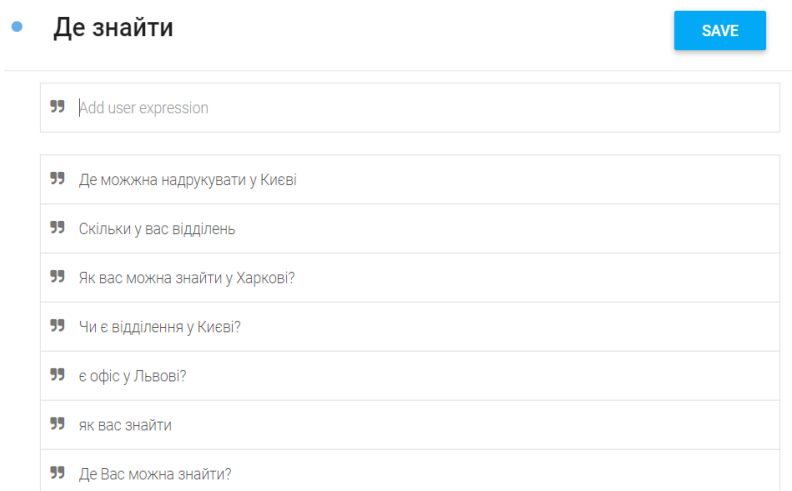 Де знайти
SAVE
Add user expression
Де можжна надрукувати у Києві
Скільки у вас відділень
Як вас можна знайти у Харкові?
Чи є відділення у Києві?
є офіс у Львові?
як вас знайти
Де Вас можна знайти?